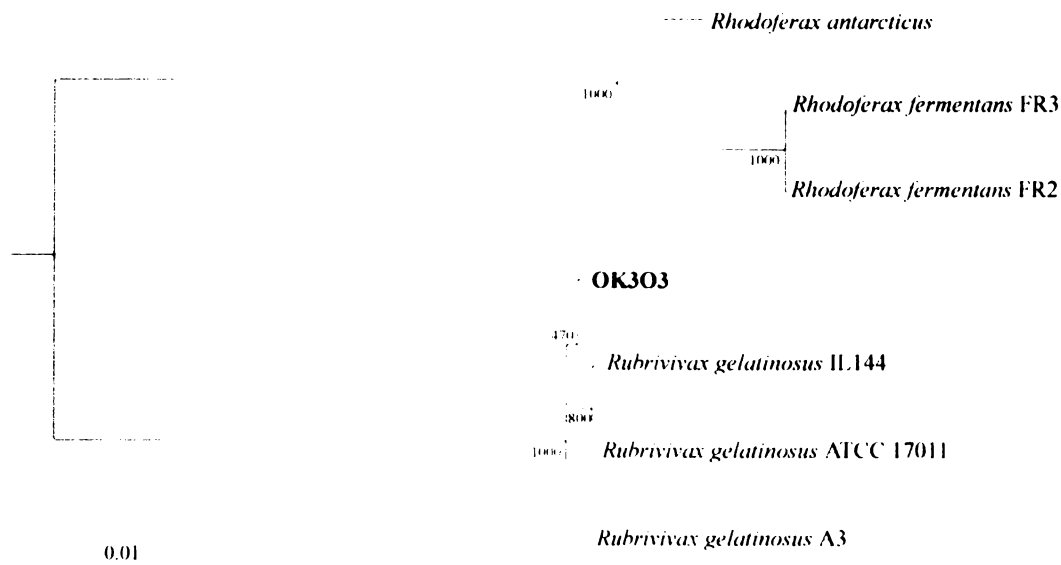 Rhodoferax antarcticus
1000
Rhodoferax fermentans FR3
1000
Rhodoferax fermentans FR2
OK3O3
470
Rubrivivax gelatinosus IL144
800
1000
Rubrivivax gelatinosus ATCC 17011
Rubrivivax gelatinosus A3
0.01